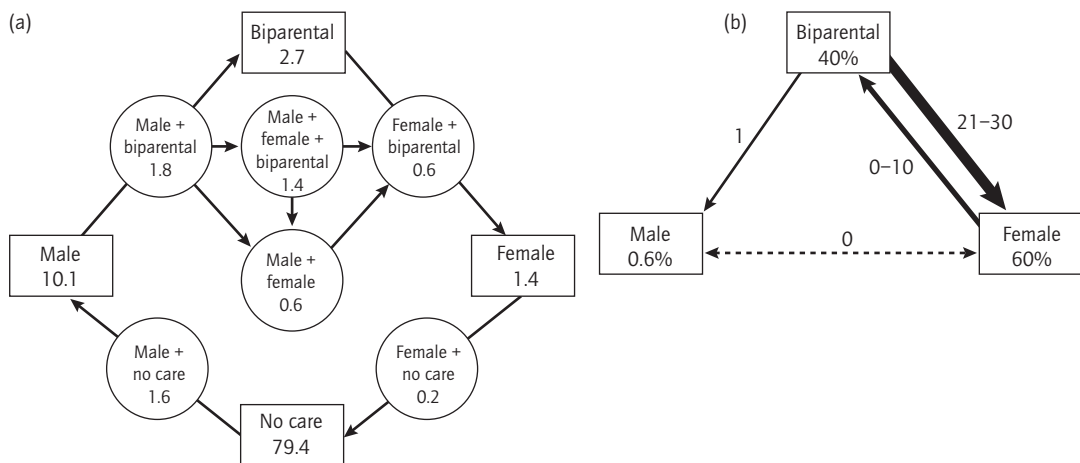 (a)
Biparental
2.7
Male +
biparental
1.8
Male +
female +
biparental
1.4
Female +
biparental
0.6
Male
10.1
Male +
female
0.6
Female
1.4
Male +
no care
1.6
Female +
no care
0.2
No care
79.4
(b)
Biparental
40%
1
21–30
0–10
Male
0.6%
0
Female
60%